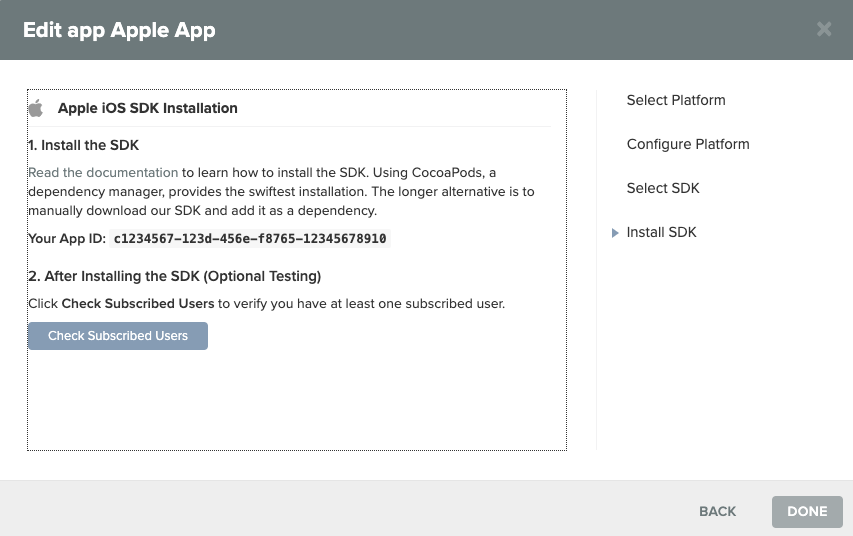 Edit app Apple App
Apple iOS SDK Installation
1. Install the SDK
Read the documentation to learn how to install the SDK. Using CocoaPods, a
dependency manager, provides the swiftest installation. The longer alternative is to
manually download our SDK and add it as a dependency.
Your App ID: c1234567-123d-456e-f8765-12345678910
2. After Installing the SDK (Optional Testing)
Click Check Subscribed Users to verify you have at least one subscribed user.
Check Subscribed Users
Select Platform
Configure Platform
Select SDK
Install SDK
BACK
DONE